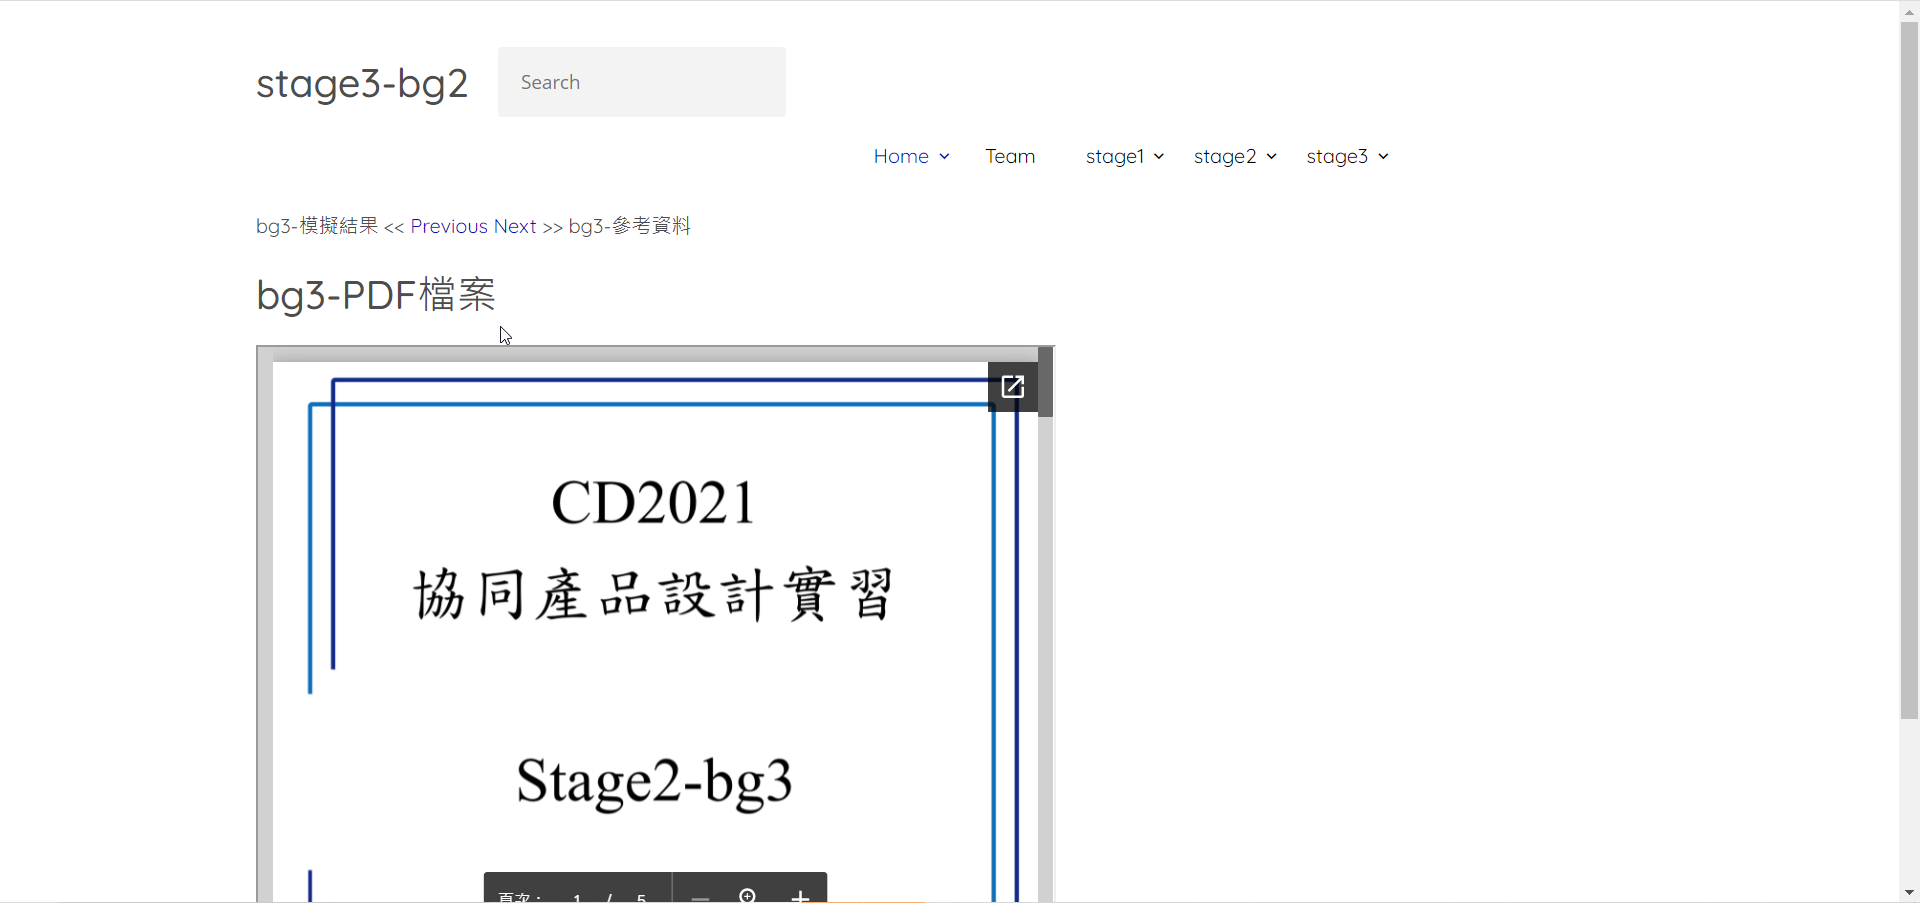 stage3-bg2
Search
Home Team stage1 stage2 stage3
bg3-模擬結果 << Previous Next >> bg3-參考資料
bg3-PDF檔案
CD2021
協同產品設計實習
Stage2-bg3
頁次： 1 / 5